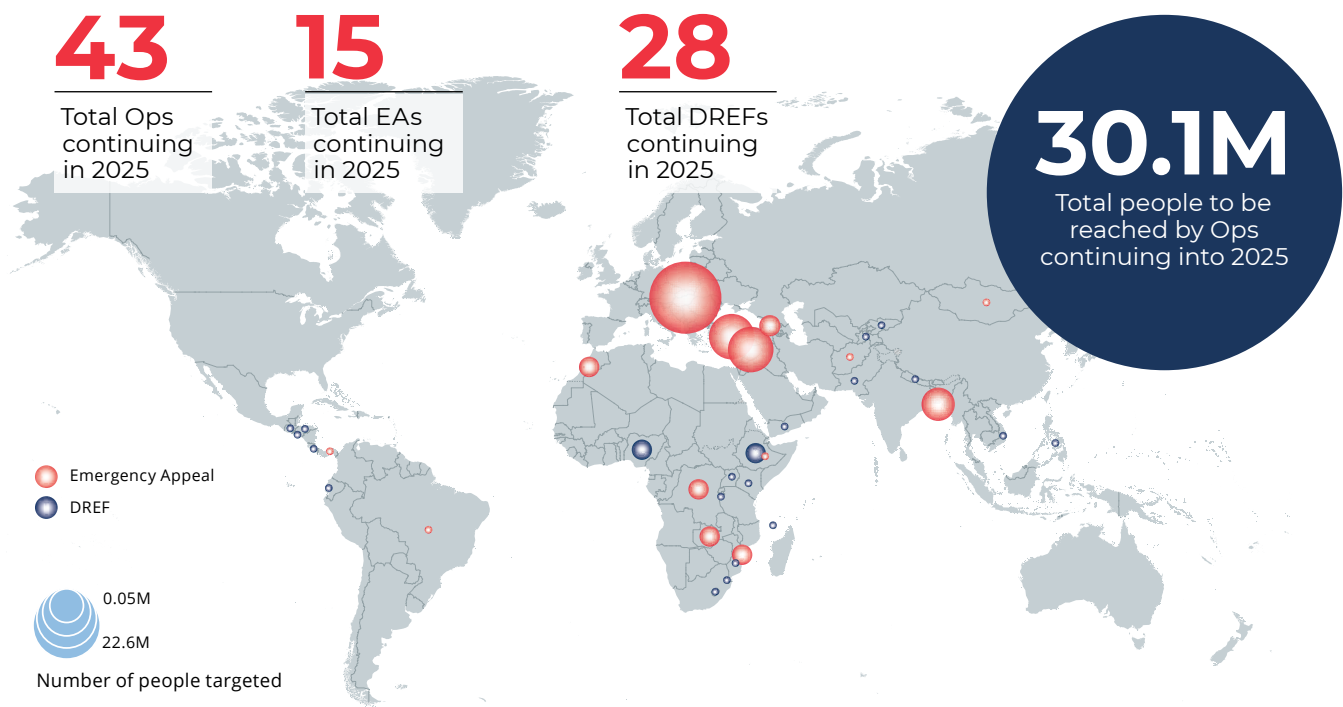 43
Total Ops
continuing
in 2025
15
Total EAs
continuing
in 2025
28
Total DREFs
continuing
in 2025
30.1M
Total people to be
reached by Ops
continuing into 2025
Emergency Appeal
DREF
0.05M
22.6M
Number of people targeted